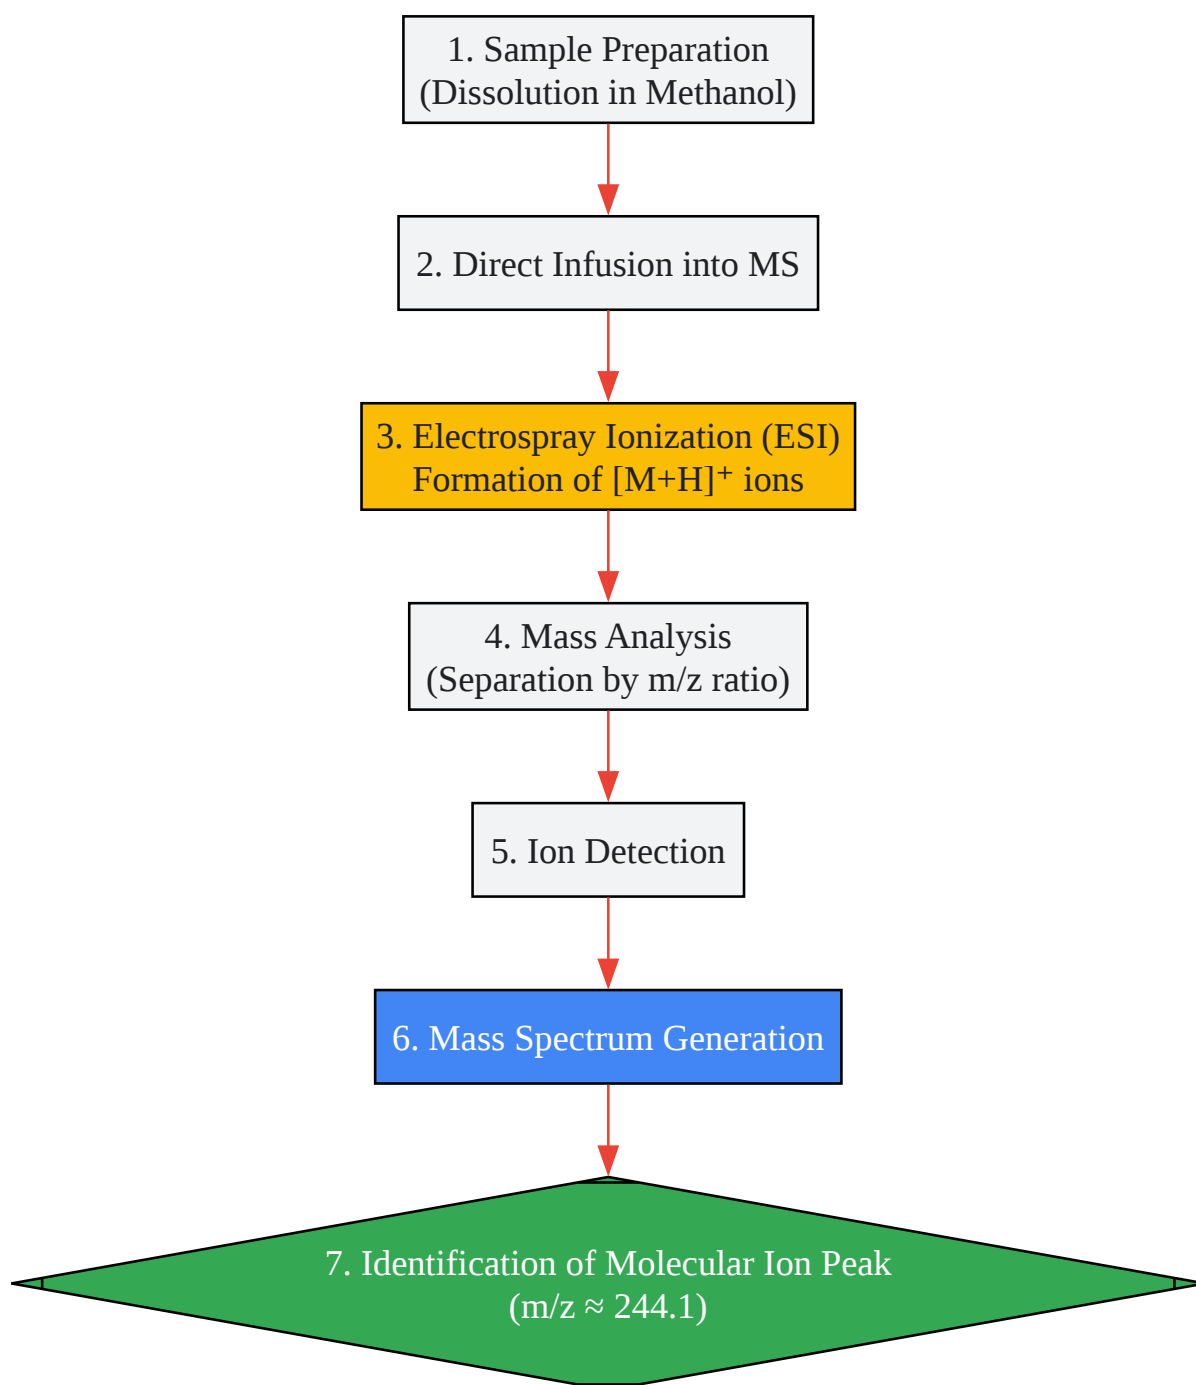 1. Sample Preparation
(Dissolution in Methanol)
2. Direct Infusion into MS
3. Electrospray Ionization (ESI)
Formation of [M+H]⁺ ions
4. Mass Analysis
(Separation by m/z ratio)
5. Ion Detection
6. Mass Spectrum Generation
7. Identification of Molecular Ion Peak
(m/z ≈ 244.1)